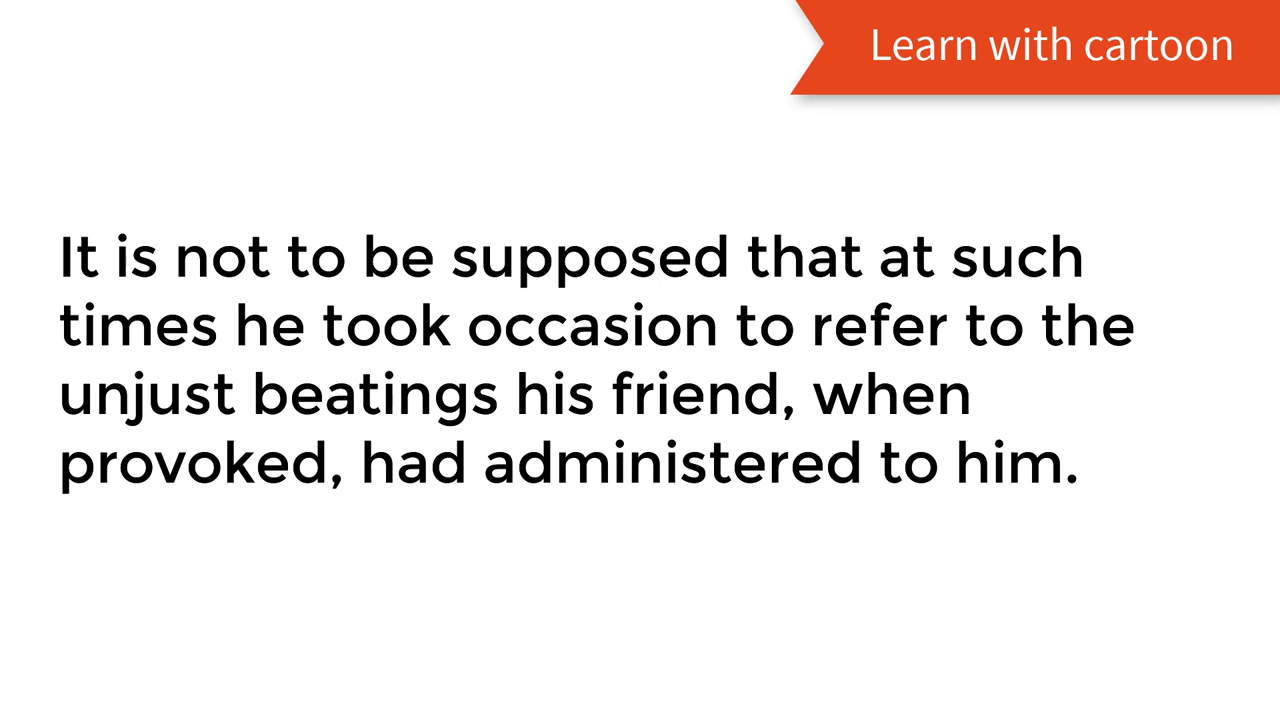 Learn with cartoon
It is not to be supposed that at such
times he took occasion to refer to the
unjust beatings his friend, when
provoked, had administered to him.